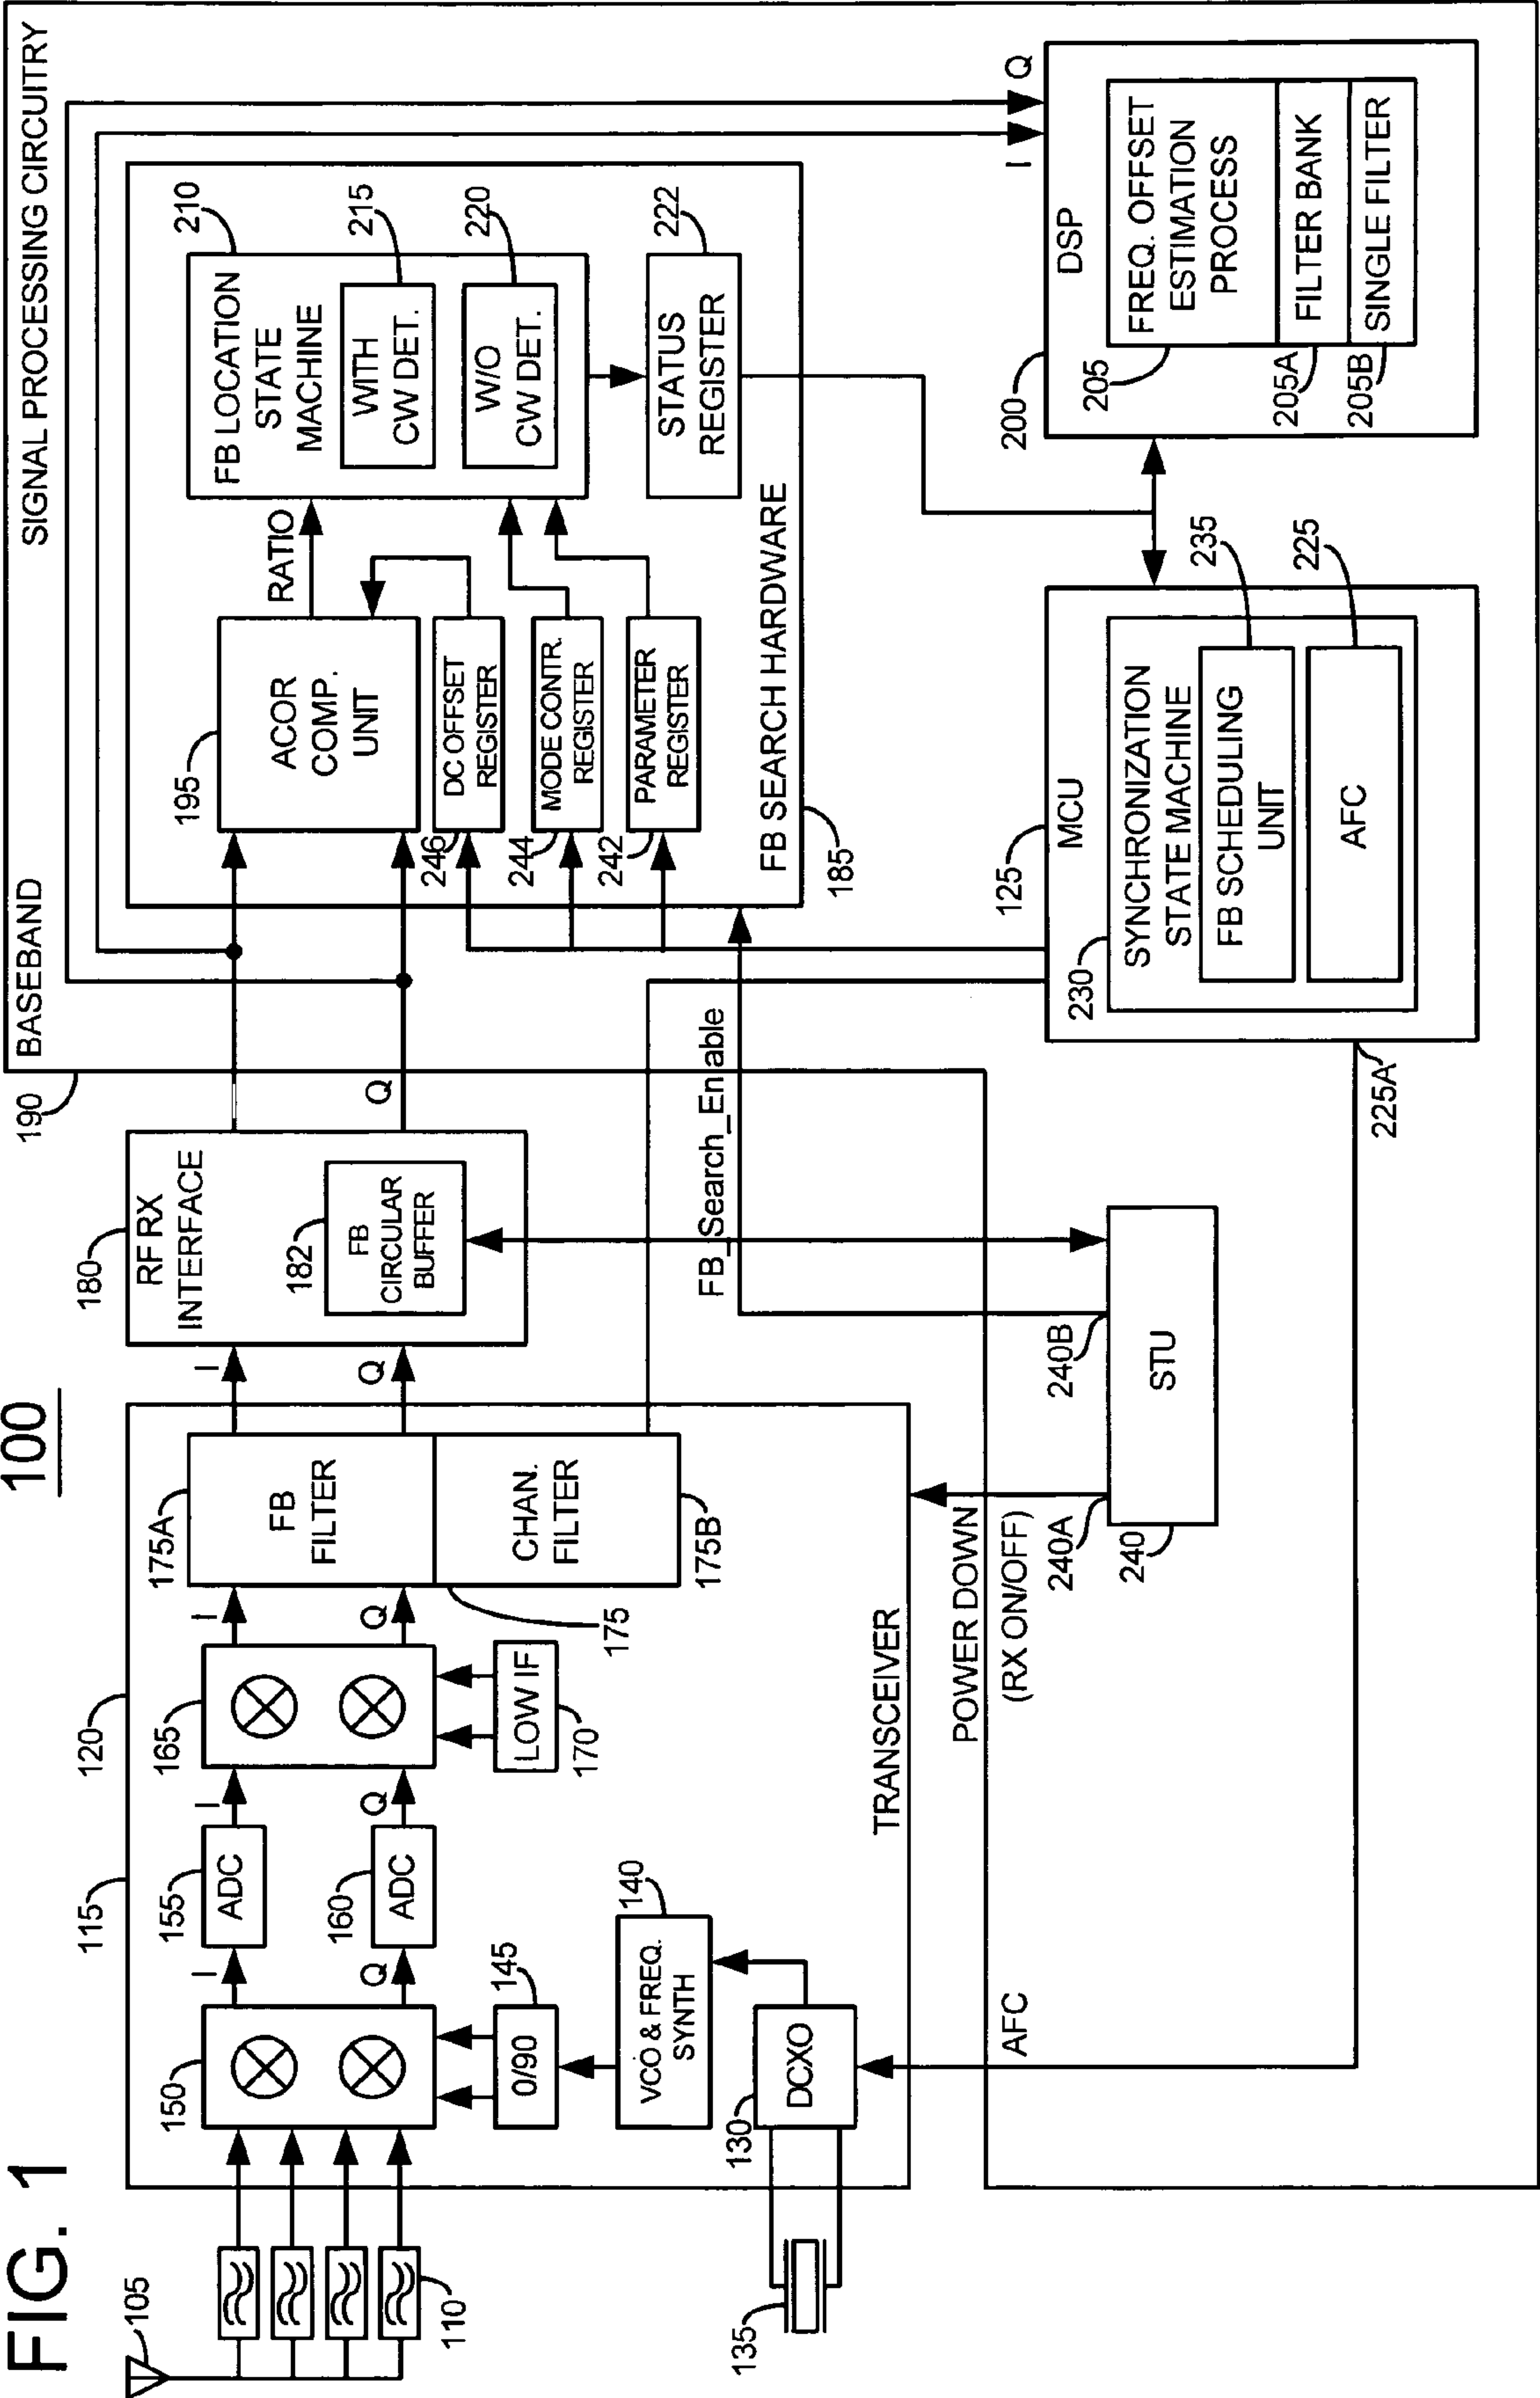 FIG. 1
100
105
110
115
120
TRANSCEIVER
150
I
Q
155
ADC
160
ADC
I
Q
165
LOW IF
170
I
Q
175A
FB
FILTER
CHAN.
FILTER
175B
175
I
Q
145
0/90
140
VCO & FREQ.
SYNTH
130
DCXO
135
180
RF RX
INTERFACE
182
FB
CIRCULAR
BUFFER
Q
190
BASEBAND
SIGNAL PROCESSING CIRCUITRY
195
ACOR
COMP.
UNIT
RATIO
210
FB LOCATION
STATE
MACHINE
215
WITH
CW DET.
220
W/O
CW DET.
222
STATUS
REGISTER
246
DC OFFSET
REGISTER
244
MODE CONTR.
REGISTER
242
PARAMETER
REGISTER
FB SEARCH HARDWARE
185
FB_Search_Enable
I
Q
200
DSP
205
FREQ. OFFSET
ESTIMATION
PROCESS
205A
FILTER BANK
205B
SINGLE FILTER
125
MCU
230
SYNCHRONIZATION
STATE MACHINE
235
FB SCHEDULING
UNIT
225
AFC
225A
POWER DOWN
(RX ON/OFF)
240A
240B
240
STU
AFC